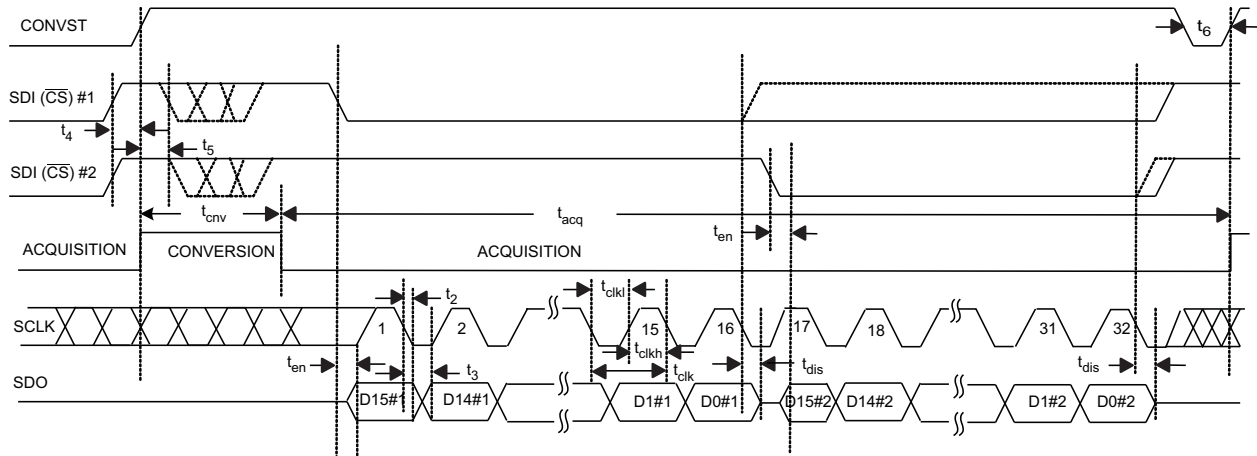 CONVST
t6
SDI (CS) #1
t4
t5
SDI (CS) #2
tcnv
tacq
ten
ACQUISITION
CONVERSION
ACQUISITION
t2
tclkl
SCLK
1
2
15
16
17
18
31
32
ten
t3
tclkh
tclk
tdis
tdis
SDO
D15#1
D14#1
D1#1
D0#1
D15#2
D14#2
D1#2
D0#2